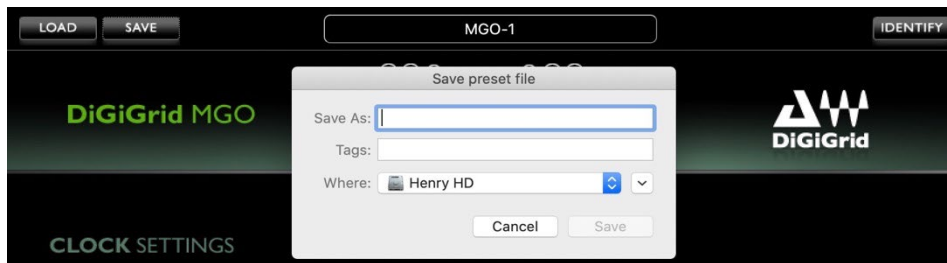 LOAD SAVE MGO-1 IDENTIFY
Save preset file
DiGiGrid MGO
Save As:
DiGiGrid
Tags:
Where: Henry HD
Cancel Save
CLOCK SETTINGS